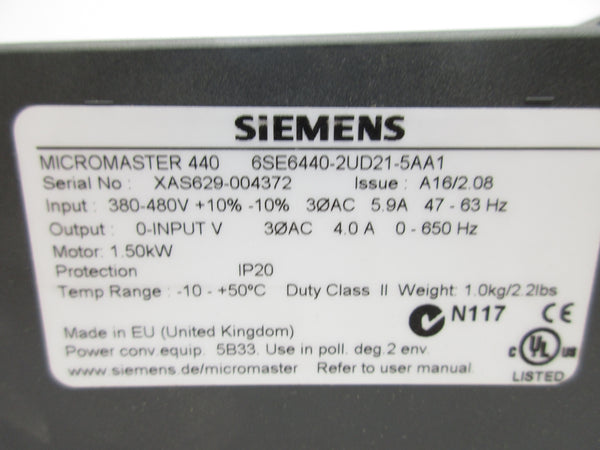 SIEMENS
MICROMASTER 440 6SE6440-2UD21-5AA1
Serial No : XAS629-004372 Issue : A16/2.08
Input : 380-480V +10% -10% 3ØAC 5.9A 47 - 63 Hz
Output : 0-INPUT V 3ØAC 4.0 A 0 - 650 Hz
Motor: 1.50kW
Protection IP20
Temp Range : -10 - +50°C Duty Class II Weight: 1.0kg/2.2lbs
N117 CE
Made in EU (United Kingdom)
Power conv.equip. 5B33. Use in poll. deg.2 env.
c UL us
www.siemens.de/micromaster Refer to user manual.
LISTED